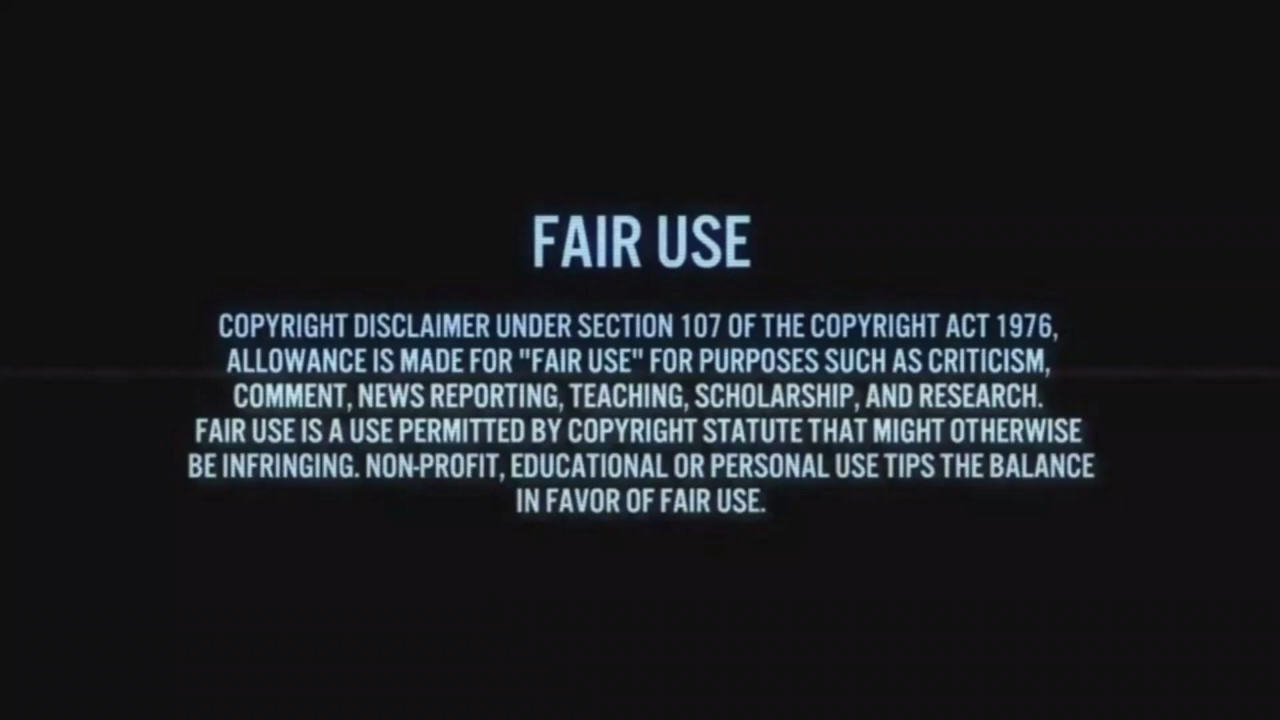 FAIR USE
COPYRIGHT DISCLAIMER UNDER SECTION 107 OF THE COPYRIGHT ACT 1976,
ALLOWANCE IS MADE FOR "FAIR USE" FOR PURPOSES SUCH AS CRITICISM,
COMMENT, NEWS REPORTING, TEACHING, SCHOLARSHIP, AND RESEARCH.
FAIR USE IS A USE PERMITTED BY COPYRIGHT STATUTE THAT MIGHT OTHERWISE
BE INFRINGING. NON-PROFIT, EDUCATIONAL OR PERSONAL USE TIPS THE BALANCE
IN FAVOR OF FAIR USE.